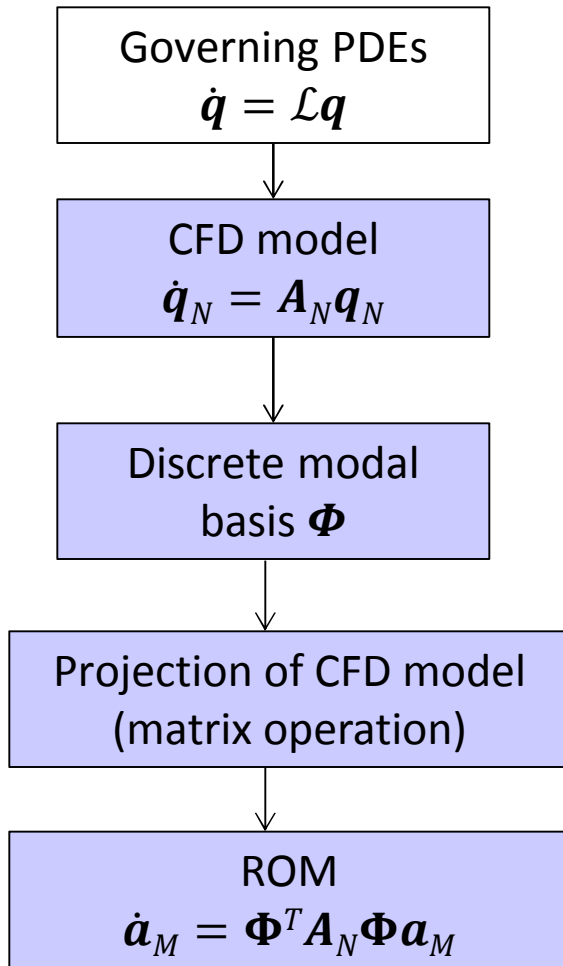 Governing PDEs
q̇ = ℒq
CFD model
q̇_N = A_N q_N
Discrete modal
basis Φ
Projection of CFD model
(matrix operation)
ROM
ȧ_M = Φ^T A_N Φ a_M